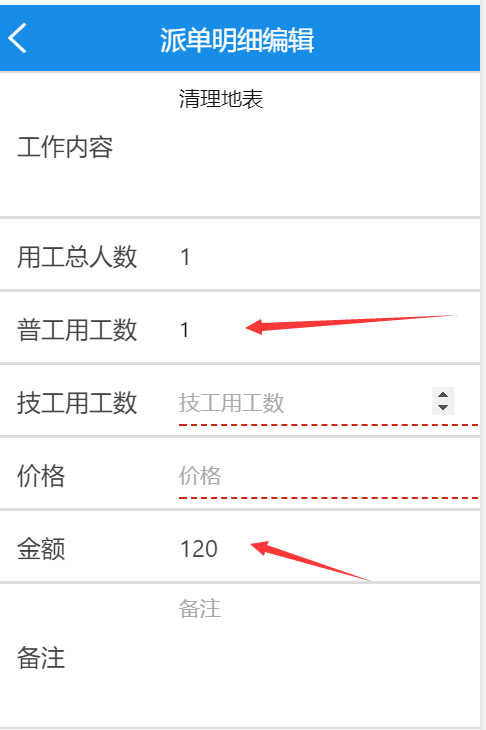 派单明细编辑
清理地表
工作内容
用工总人数 1
普工用工数 1
技工用工数 技工用工数
价格 价格
金额 120
备注
备注